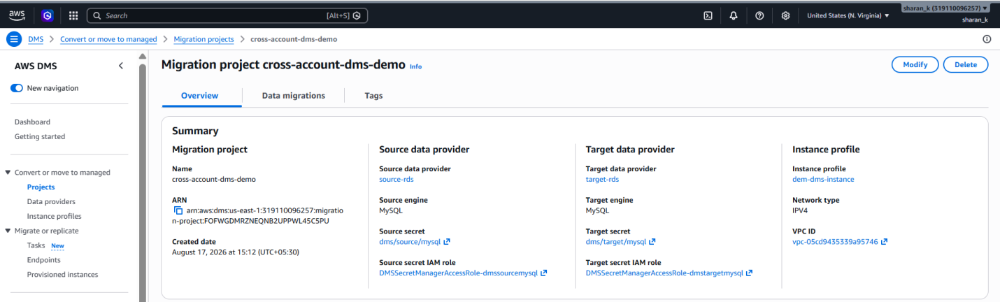 aws
Search
[Alt+S]
United States (N. Virginia) ▼
sharan_k (319110096257) ▼
sharan_k
DMS > Convert or move to managed > Migration projects > cross-account-dms-demo
AWS DMS
New navigation
Dashboard
Getting started
Convert or move to managed
Projects
Data providers
Instance profiles
Migrate or replicate
Tasks New
Endpoints
Provisioned instances
Migration project cross-account-dms-demo Info
Modify
Delete
Overview
Data migrations
Tags
Summary
Migration project
Name
cross-account-dms-demo
ARN
arn:aws:dms:us-east-1:319110096257:migratio
n-project:FOFWGDMRZNEQNB2UPPWL45C5PU
Created date
August 17, 2026 at 15:12 (UTC+05:30)
Source data provider
Source data provider
source-rds
Source engine
MySQL
Source secret
dms/source/mysql
Source secret IAM role
DMSSecretManagerAccessRole-dmssourcemysql
Target data provider
Target data provider
target-rds
Target engine
MySQL
Target secret
dms/target/mysql
Target secret IAM role
DMSSecretManagerAccessRole-dmstargetmysql
Instance profile
Instance profile
dem-dms-instance
Network type
IPV4
VPC ID
vpc-05cd9435339a95746